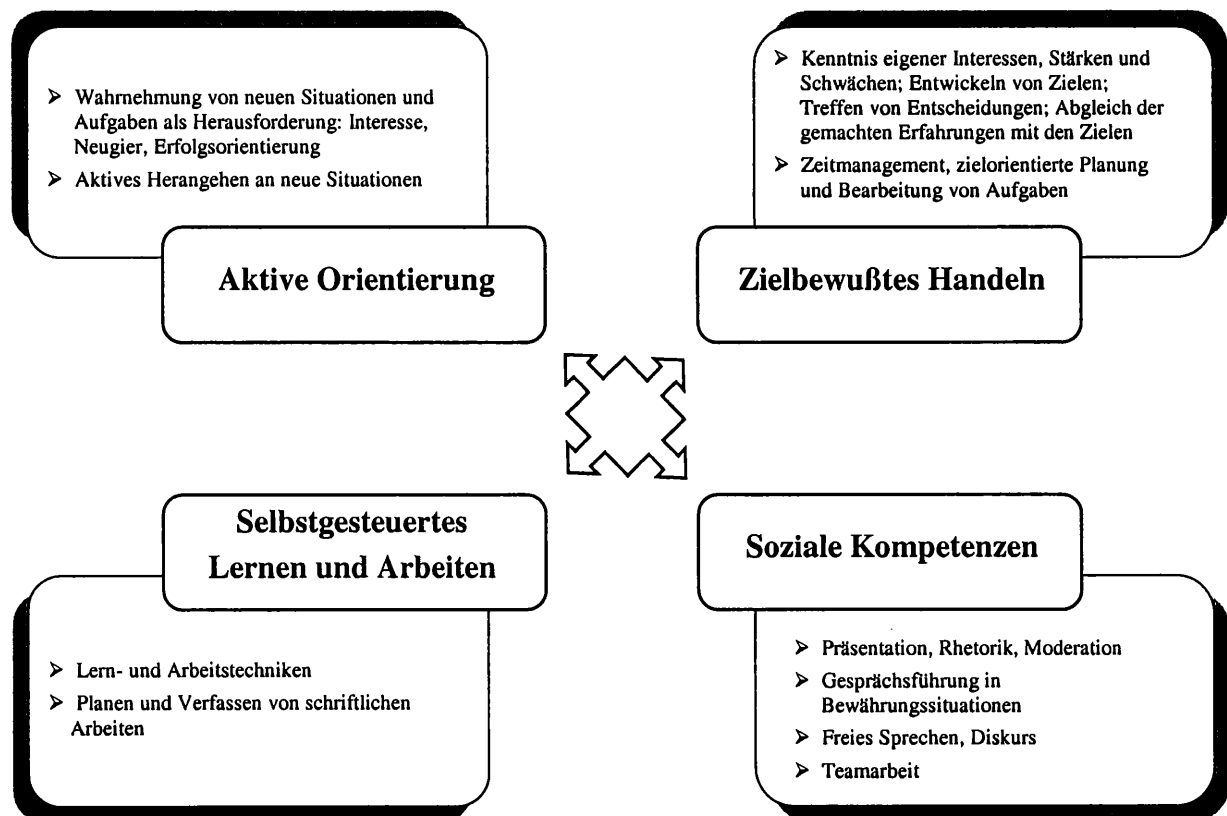 ➢ Wahrnehmung von neuen Situationen und
Aufgaben als Herausforderung: Interesse,
Neugier, Erfolgsorientierung
➢ Aktives Herangehen an neue Situationen
Aktive Orientierung
➢ Kenntnis eigener Interessen, Stärken und
Schwächen; Entwickeln von Zielen;
Treffen von Entscheidungen; Abgleich der
gemachten Erfahrungen mit den Zielen
➢ Zeitmanagement, zielorientierte Planung
und Bearbeitung von Aufgaben
Zielbewußtes Handeln
Selbstgesteuertes
Lernen und Arbeiten
➢ Lern- und Arbeitstechniken
➢ Planen und Verfassen von schriftlichen
Arbeiten
Soziale Kompetenzen
➢ Präsentation, Rhetorik, Moderation
➢ Gesprächsführung in
Bewährungssituationen
➢ Freies Sprechen, Diskurs
➢ Teamarbeit